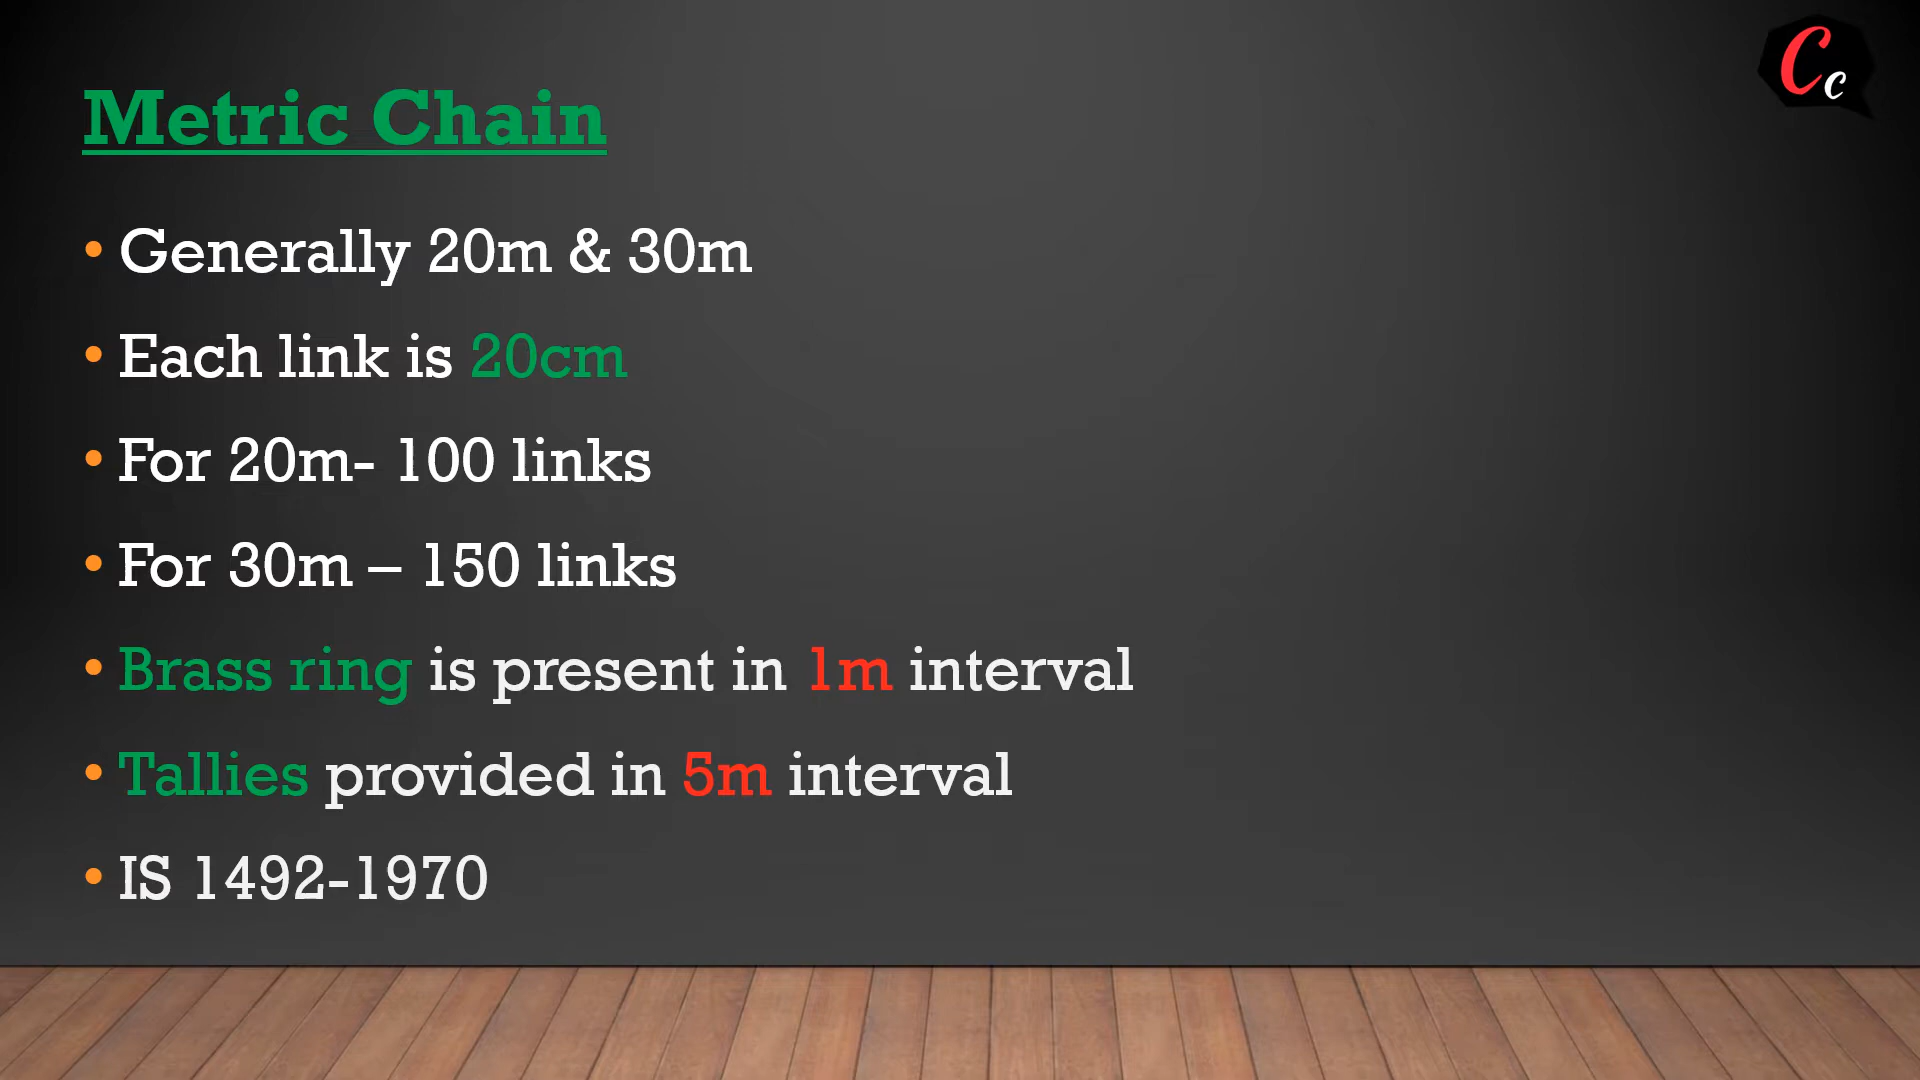 Cc
Metric Chain
• Generally 20m & 30m
• Each link is 20cm
• For 20m- 100 links
• For 30m – 150 links
• Brass ring is present in 1m interval
• Tallies provided in 5m interval
• IS 1492-1970